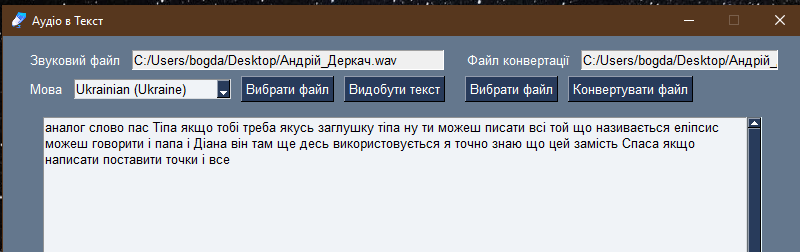 Аудіо в Текст
Звуковий файл C:/Users/bogda/Desktop/Андрій_Деркач.wav Файл конвертації C:/Users/bogda/Desktop/Андрій_
Мова Ukrainian (Ukraine) Вибрати файл Видобути текст Вибрати файл Конвертувати файл
аналог слово пас Тіпа якщо тобі треба якусь заглушку тіпа ну ти можеш писати всі той що називається еліпсис
можеш говорити і папа і Діана він там ще десь використовується я точно знаю що цей замість Спаса якщо
написати поставити точки і все